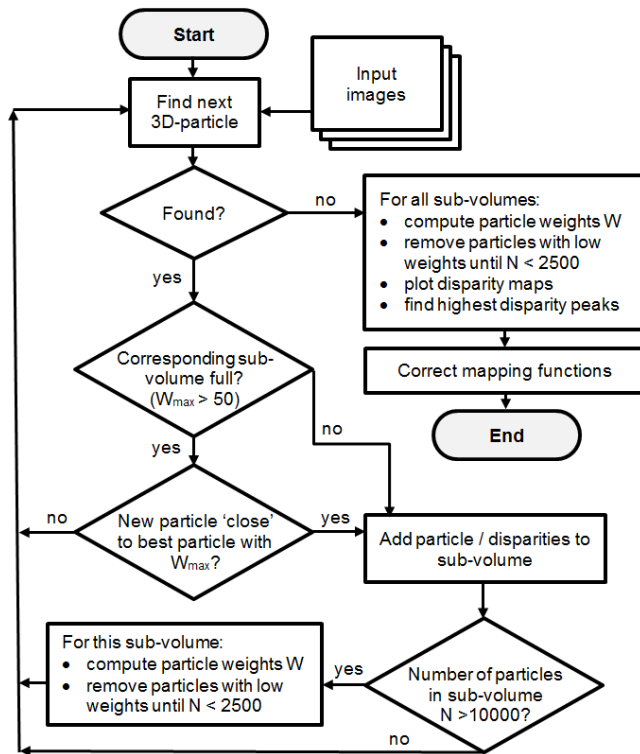 Start
Find next
3D-particle
Input
images
Found?
no
yes
For all sub-volumes:
• compute particle weights W
• remove particles with low
weights until N < 2500
• plot disparity maps
• find highest disparity peaks
Corresponding sub-
volume full?
(Wmax > 50)
Correct mapping functions
End
no
yes
New particle ‘close’
to best particle with
Wmax?
no
yes
Add particle / disparities to
sub-volume
For this sub-volume:
• compute particle weights W
• remove particles with low
weights until N < 2500
yes
Number of particles
in sub-volume
N >10000?
no